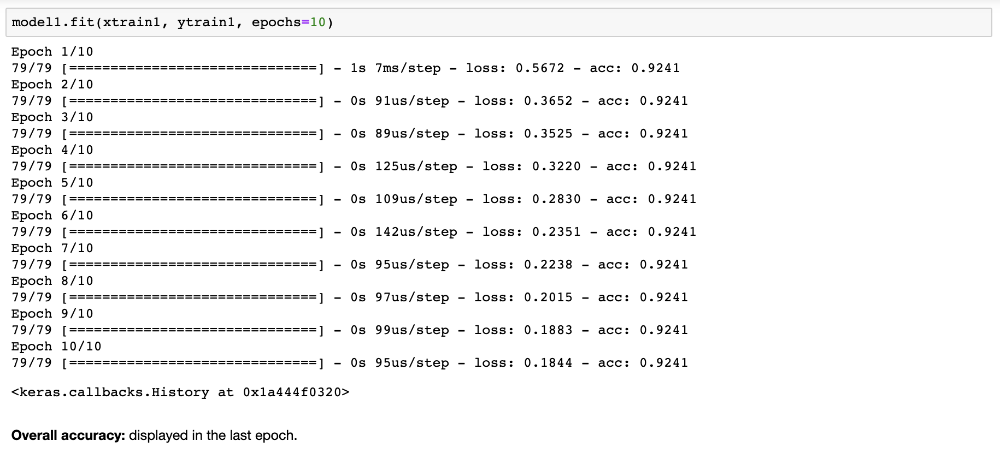 model1.fit(xtrain1, ytrain1, epochs=10)
Epoch 1/10
79/79 [==============================] - 1s 7ms/step - loss: 0.5672 - acc: 0.9241
Epoch 2/10
79/79 [==============================] - 0s 91us/step - loss: 0.3652 - acc: 0.9241
Epoch 3/10
79/79 [==============================] - 0s 89us/step - loss: 0.3525 - acc: 0.9241
Epoch 4/10
79/79 [==============================] - 0s 125us/step - loss: 0.3220 - acc: 0.9241
Epoch 5/10
79/79 [==============================] - 0s 109us/step - loss: 0.2830 - acc: 0.9241
Epoch 6/10
79/79 [==============================] - 0s 142us/step - loss: 0.2351 - acc: 0.9241
Epoch 7/10
79/79 [==============================] - 0s 95us/step - loss: 0.2238 - acc: 0.9241
Epoch 8/10
79/79 [==============================] - 0s 97us/step - loss: 0.2015 - acc: 0.9241
Epoch 9/10
79/79 [==============================] - 0s 99us/step - loss: 0.1883 - acc: 0.9241
Epoch 10/10
79/79 [==============================] - 0s 95us/step - loss: 0.1844 - acc: 0.9241
<keras.callbacks.History at 0x1a444f0320>
Overall accuracy: displayed in the last epoch.